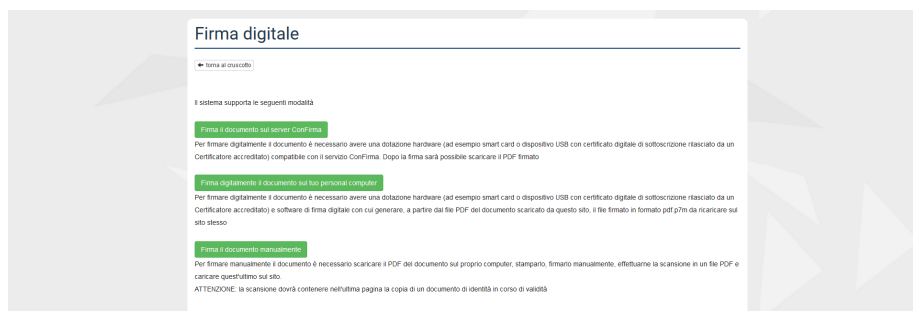 Firma digitale
torna al cruscotto
Il sistema supporta le seguenti modalità
Firma il documento sul server ConFirma
Per firmare digitalmente il documento è necessario avere una dotazione hardware (ad esempio smart card o dispositivo USB con certificato digitale di sottoscrizione rilasciato da un
Certificatore accreditato) compatibile con il servizio ConFirma. Dopo la firma sarà possibile scaricare il PDF firmato
Firma digitalmente il documento sul tuo personal computer.
Per firmare digitalmente il documento è necessario avere una dotazione hardware (ad esempio smart card o dispositivo USB con certificato digitale di sottoscrizione rilasciato da un
Certificatore accreditato) e software di firma digitale con cui generare, a partire dal file PDF del documento scaricato da questo sito, il file firmato in formato pdf.p7m da ricaricare sul
sito stesso
Firma il documento manualmente
Per firmare manualmente il documento è necessario scaricare il PDF del documento sul proprio computer, stamparlo, firmarlo manualmente, effettuarne la scansione in un file PDF e
caricare quest'ultimo sul sito.
ATTENZIONE: la scansione dovrà contenere nell'ultima pagina la copia di un documento di identità in corso di validità